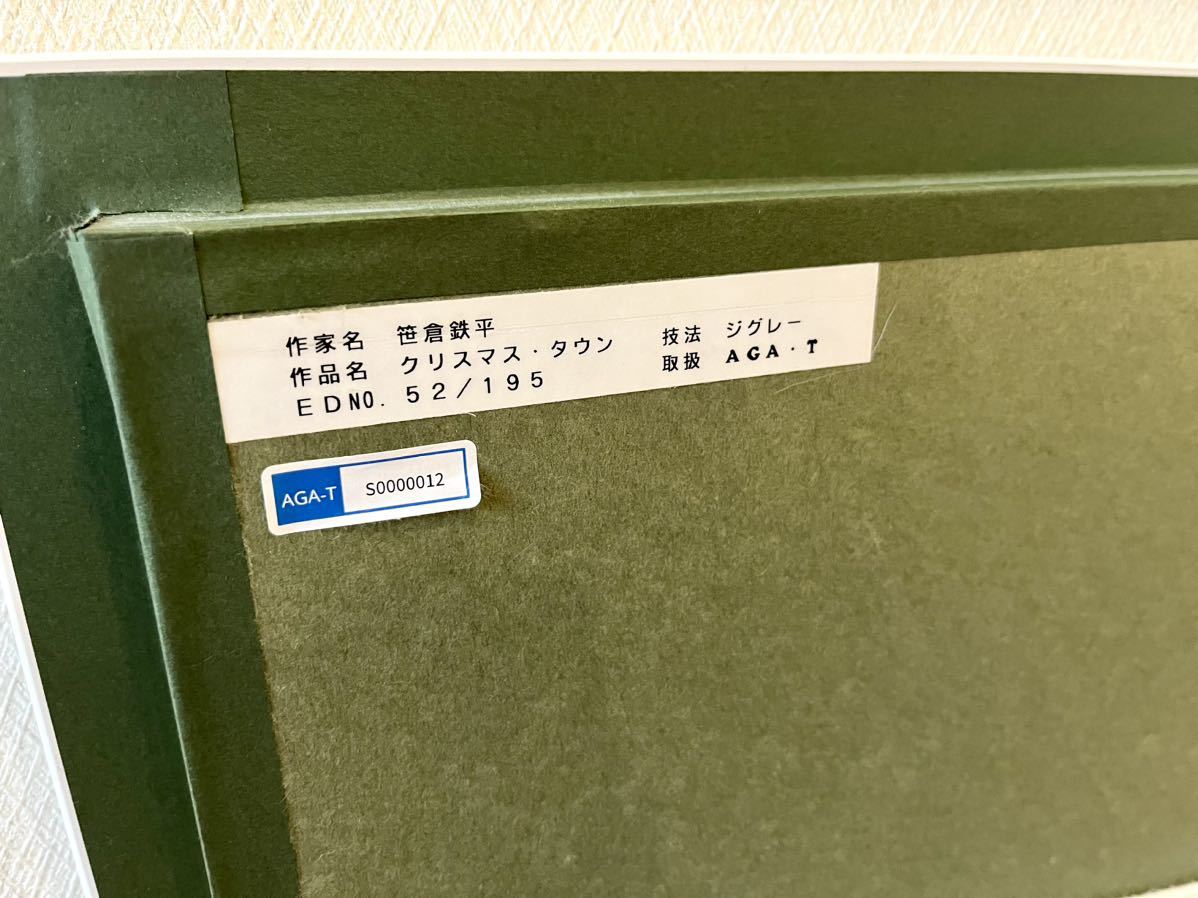 作家名 笹倉鉄平
作品名 クリスマス・タウン
EDNO. 52/195
技法 ジグレー
取扱 AGA・T
AGA-T S0000012